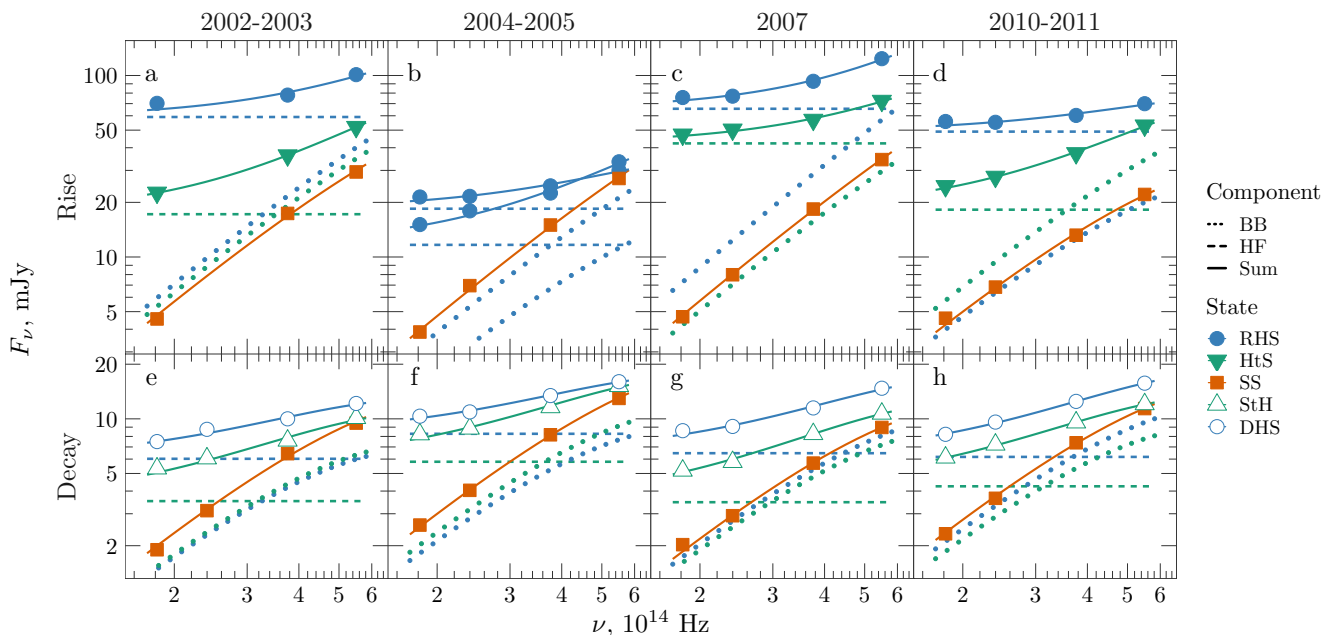 2002-2003 2004-2005 2007 2010-2011
a b c d
100
50
20
10
5
Rise
Component
BB
HF
Sum
State
RHS
HtS
SS
StH
DHS
F_ν, mJy
e f g h
20
10
5
2
Decay
2 3 4 5 6 2 3 4 5 6 2 3 4 5 6 2 3 4 5 6
ν, 10^14 Hz